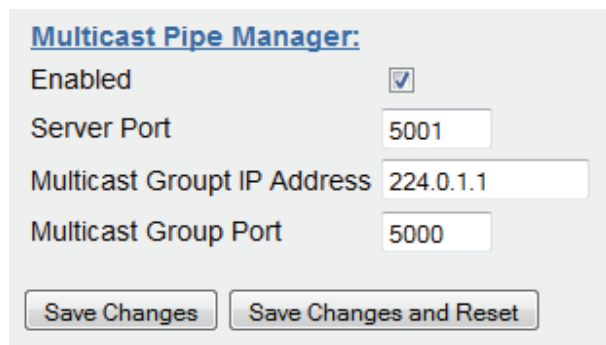 Multicast Pipe Manager:
Enabled
Server Port 5001
Multicast Groupt IP Address 224.0.1.1
Multicast Group Port 5000
Save Changes Save Changes and Reset